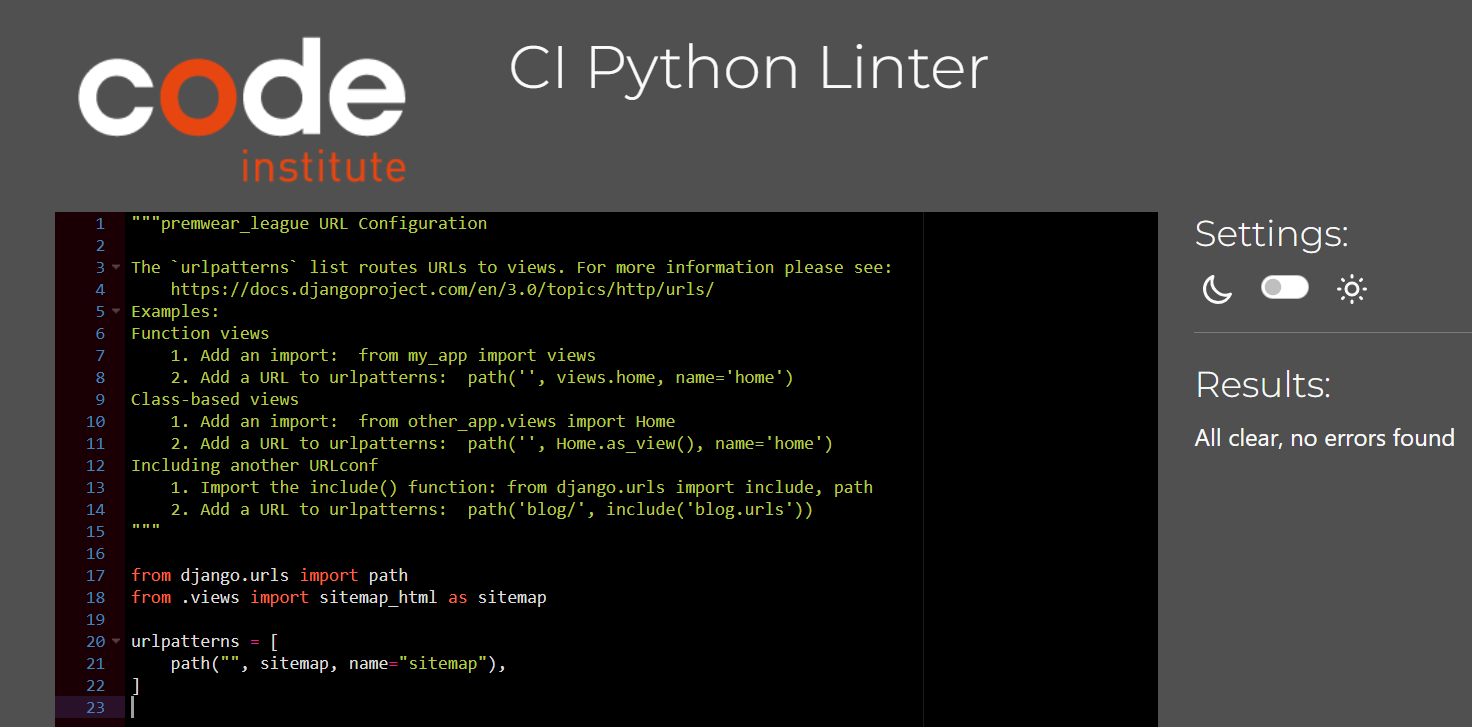 code
institute
CI Python Linter
1 """premwear_league URL Configuration
2
3 The `urlpatterns` list routes URLs to views. For more information please see:
4     https://docs.djangoproject.com/en/3.0/topics/http/urls/
5 Examples:
6 Function views
7     1. Add an import:  from my_app import views
8     2. Add a URL to urlpatterns:  path('', views.home, name='home')
9 Class-based views
10     1. Add an import:  from other_app.views import Home
11     2. Add a URL to urlpatterns:  path('', Home.as_view(), name='home')
12 Including another URLconf
13     1. Import the include() function: from django.urls import include, path
14     2. Add a URL to urlpatterns:  path('blog/', include('blog.urls'))
15 """
16
17 from django.urls import path
18 from .views import sitemap_html as sitemap
19
20 urlpatterns = [
21     path("", sitemap, name="sitemap"),
22 ]
23
Settings:
Results:
All clear, no errors found